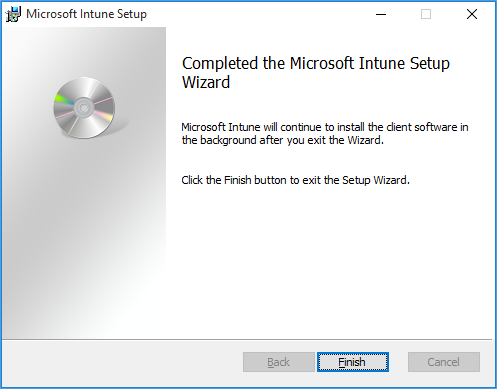 Microsoft Intune Setup
Completed the Microsoft Intune Setup
Wizard
Microsoft Intune will continue to install the client software in
the background after you exit the Wizard.
Click the Finish button to exit the Setup Wizard.
Back Finish Cancel